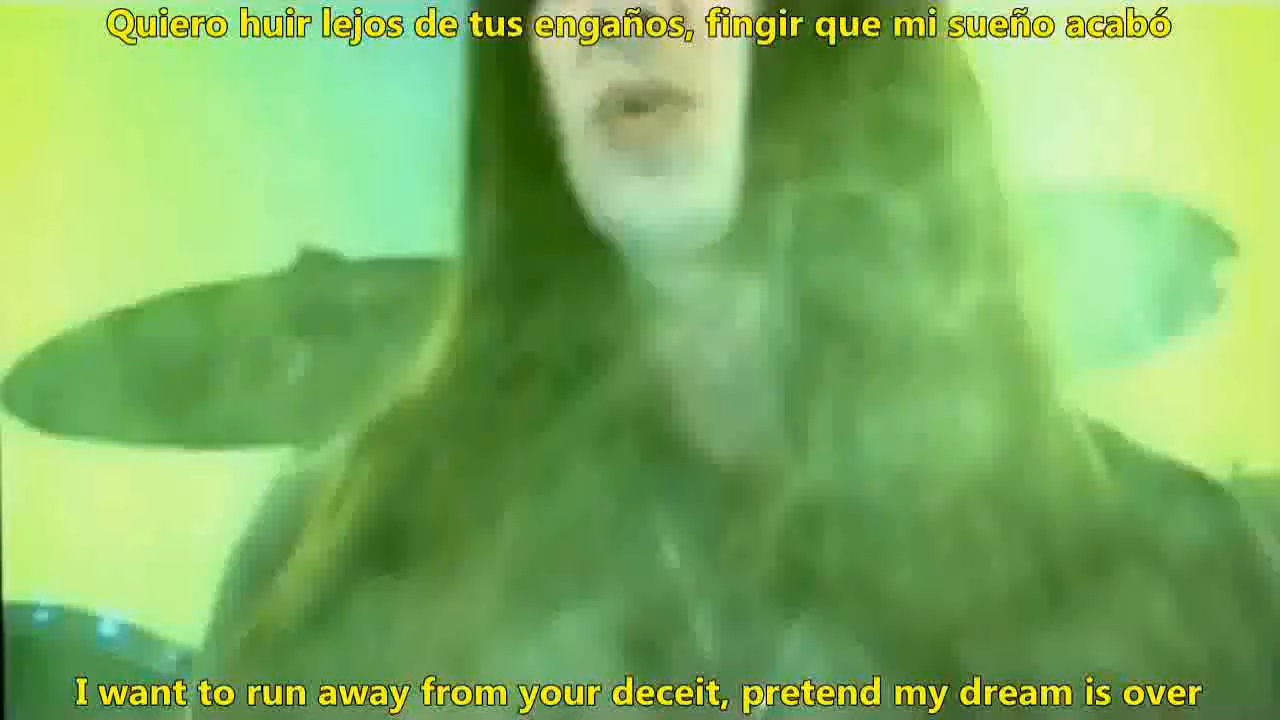 Quiero huir lejos de tus engaños, fingir que mi sueño acabó
I want to run away from your deceit, pretend my dream is over